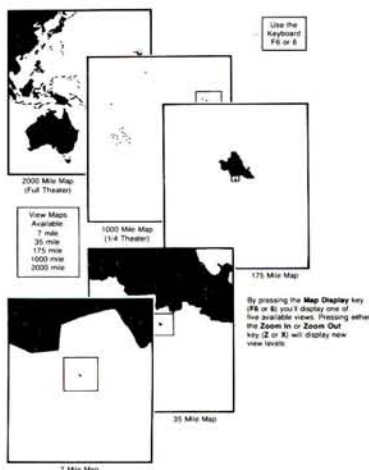 Use the
Keyboard
F6 or 6
2000 Mile Map
(Full Theater)
1000 Mile Map
(1/4 Theater)
View Maps
Available
7 mile
35 mile
175 mile
1000 mile
2000 mile
175 Mile Map
By pressing the Map Display key
(F6 or 6) you'll display one of
five available views. Pressing either
the Zoom In or Zoom Out
key (Z or X) will display new
view levels
35 Mile Map
7 Mile Map